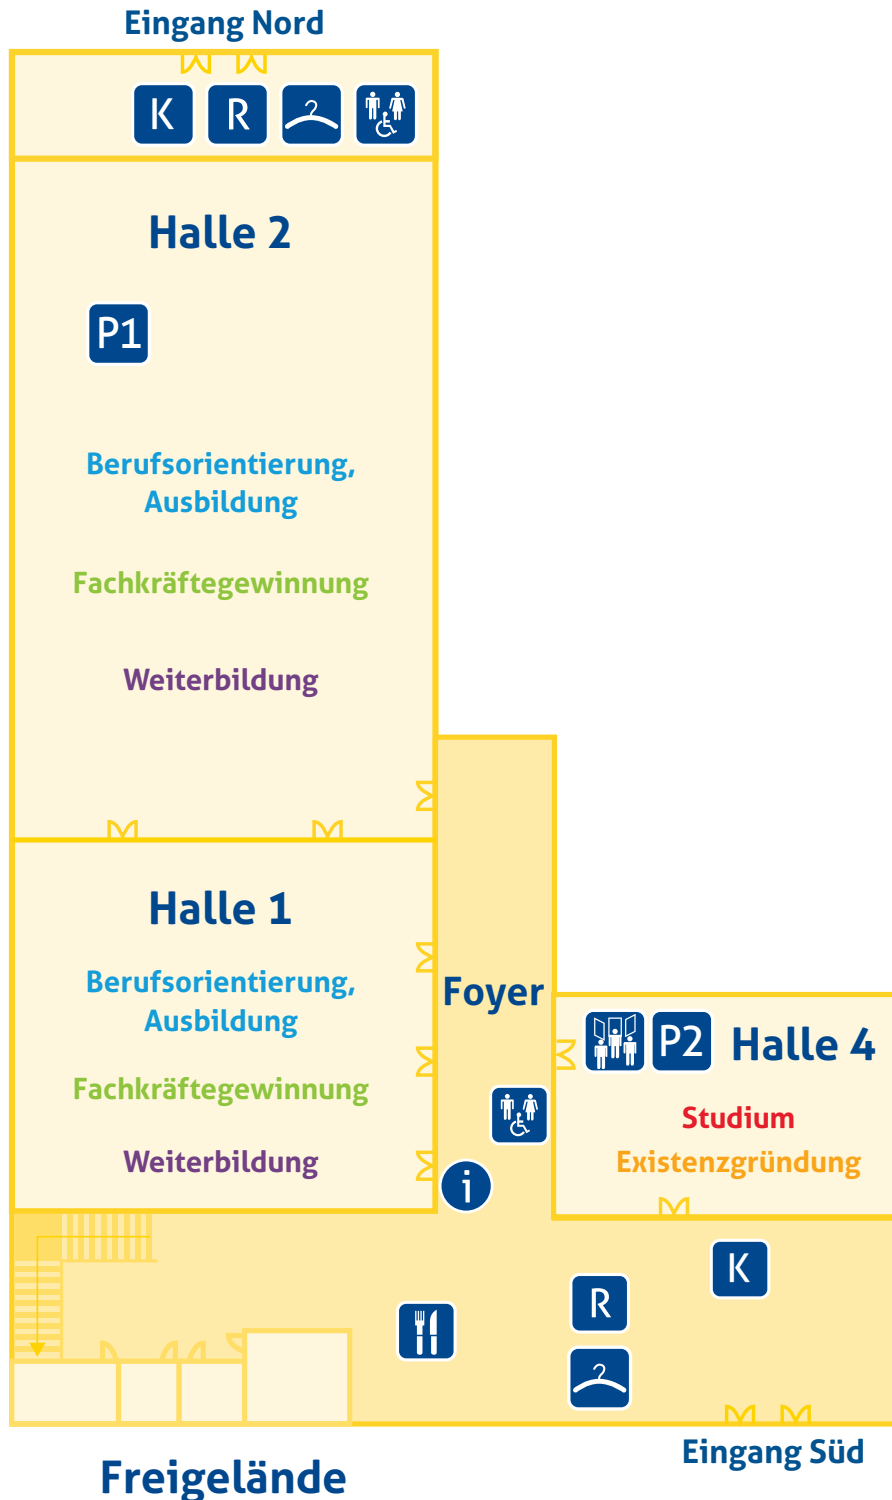 Eingang Nord
K R
Halle 2
P1
Berufsorientierung,
Ausbildung
Fachkräftegewinnung
Weiterbildung
Halle 1
Berufsorientierung,
Ausbildung
Fachkräftegewinnung
Weiterbildung
Foyer
P2 Halle 4
Studium
Existenzgründung
i
K
R
Eingang Süd
Freigelände